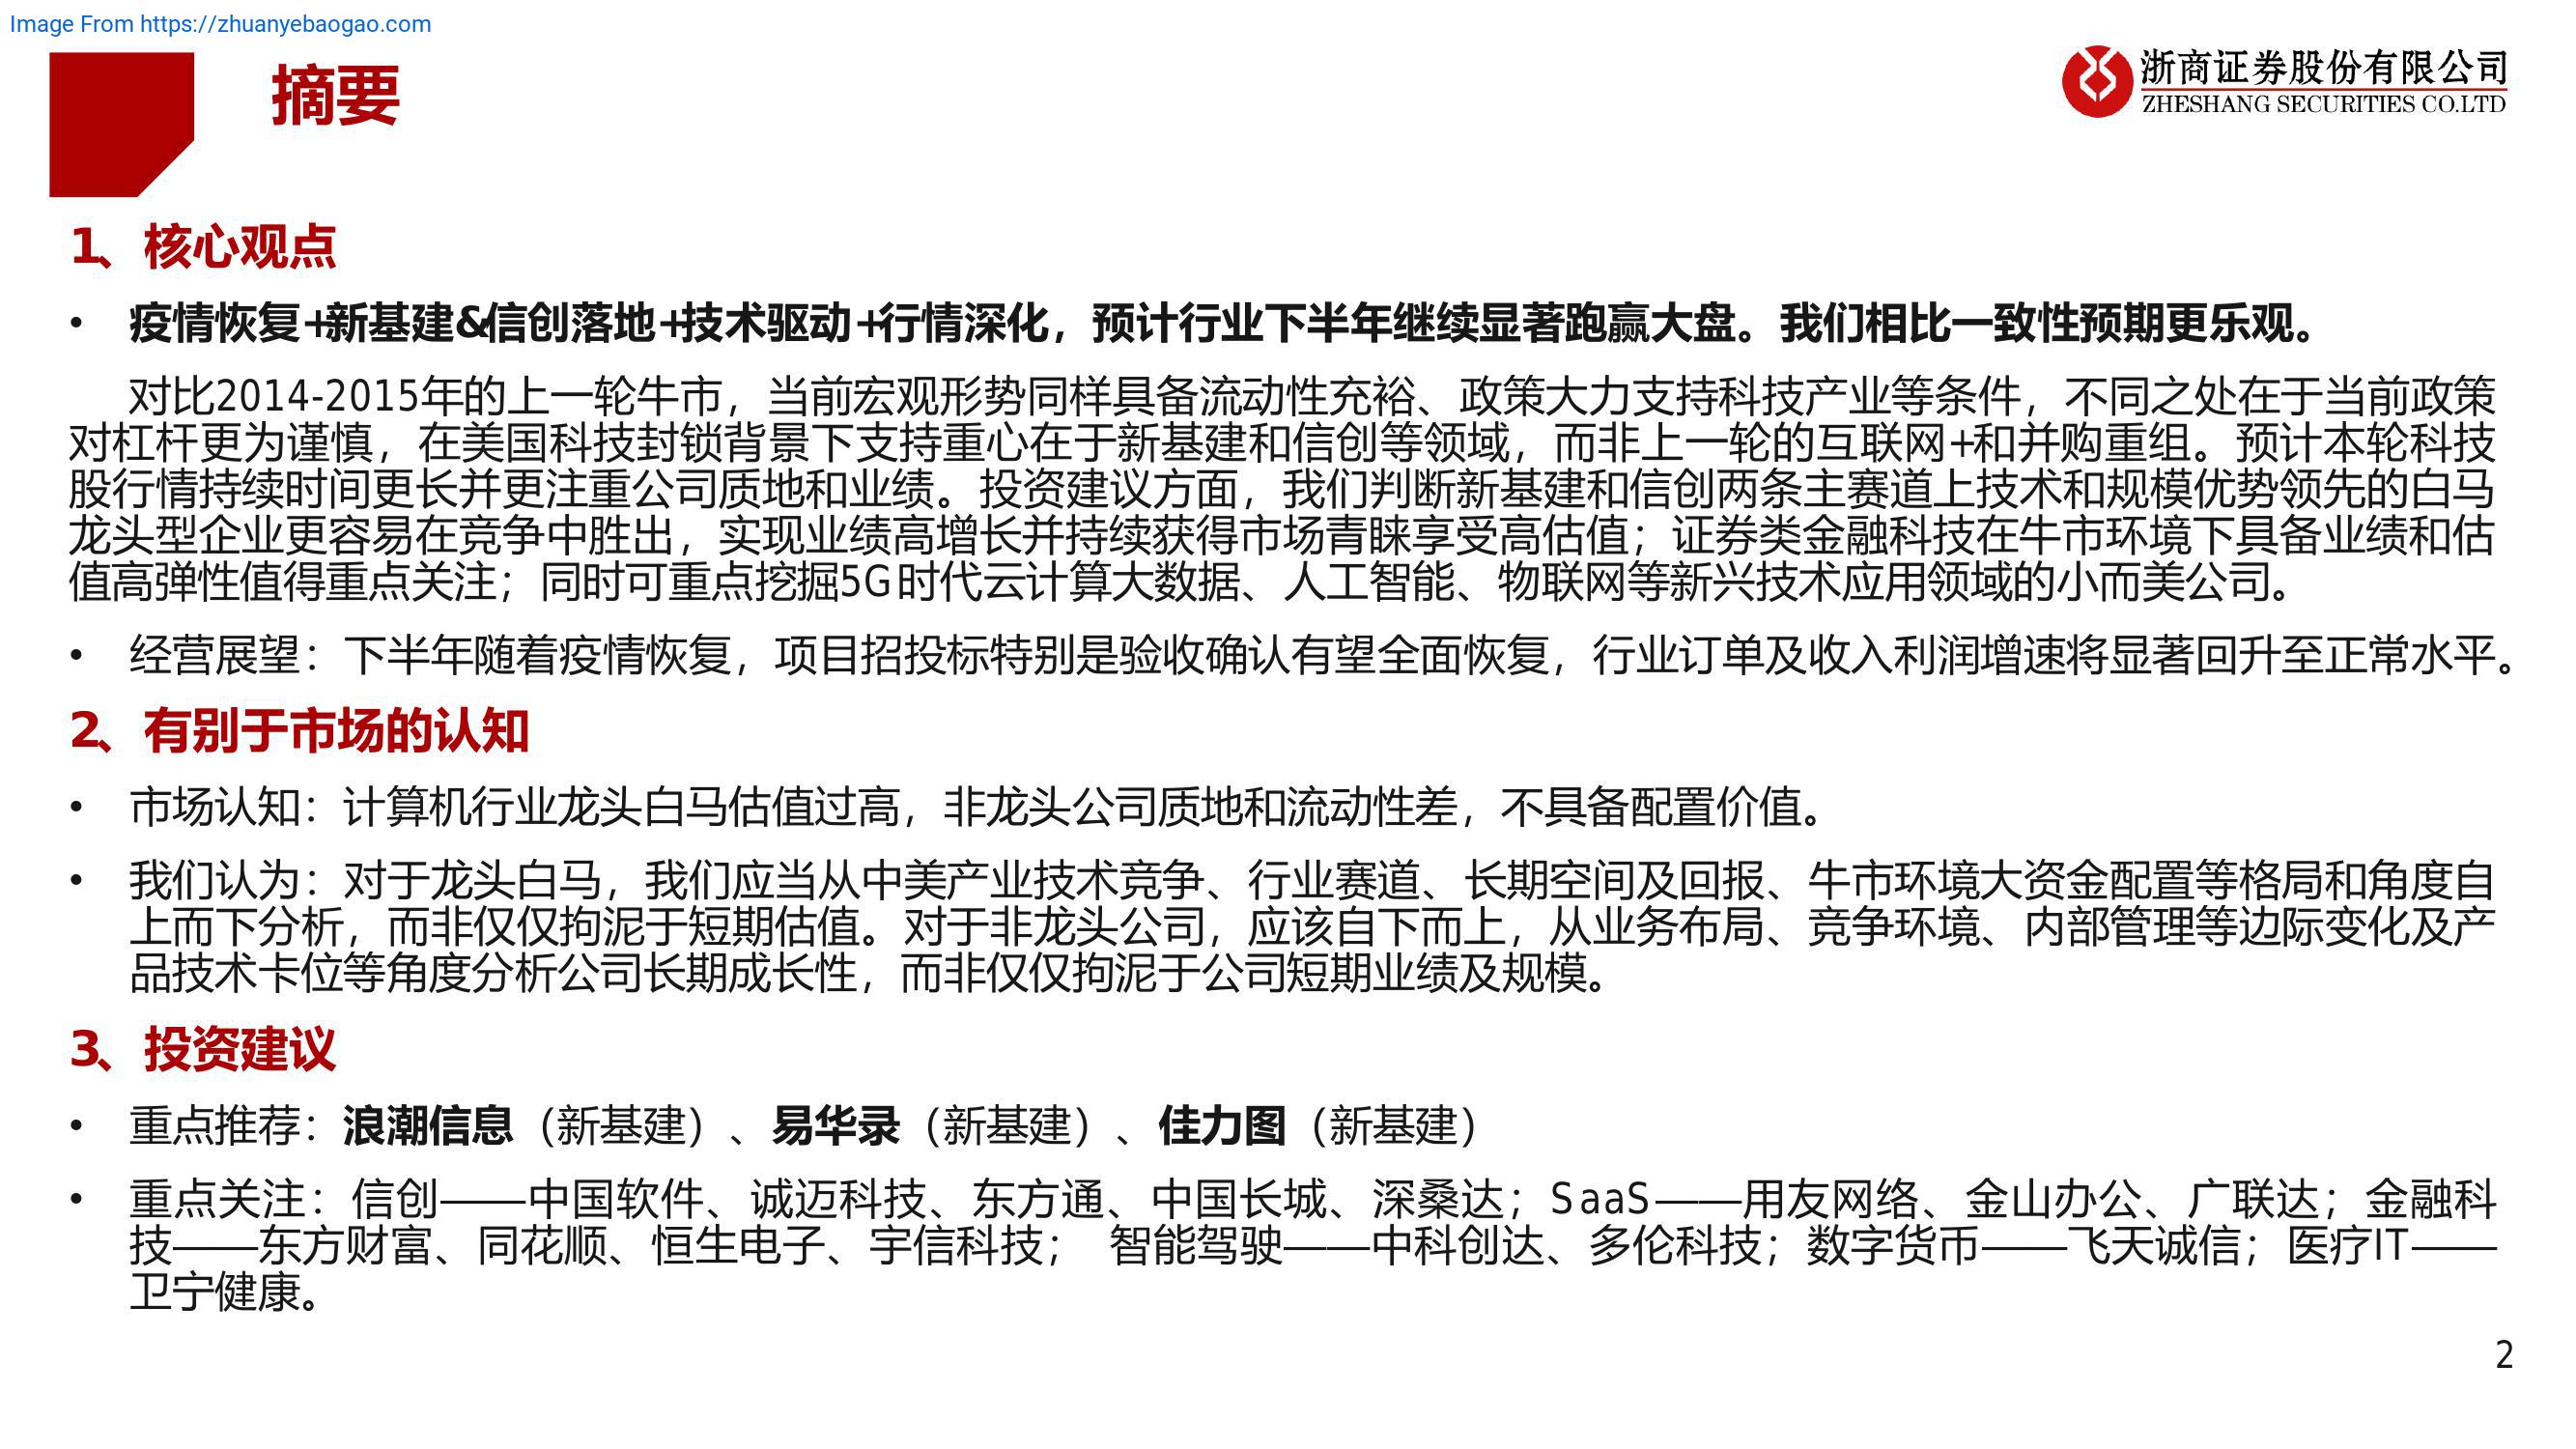 Image From https://zhuanyebaogao.com
摘要
浙商证券股份有限公司
ZHESHANG SECURITIES CO.LTD
1、核心观点
• 疫情恢复+新基建&信创落地+技术驱动+行情深化，预计行业下半年继续显著跑赢大盘。我们相比一致性预期更乐观。
对比2014-2015年的上一轮牛市，当前宏观形势同样具备流动性充裕、政策大力支持科技产业等条件，不同之处在于当前政策
对杠杆更为谨慎，在美国科技封锁背景下支持重心在于新基建和信创等领域，而非上一轮的互联网+和并购重组。预计本轮科技
股行情持续时间更长并更注重公司质地和业绩。投资建议方面，我们判断新基建和信创两条主赛道上技术和规模优势领先的白马
龙头型企业更容易在竞争中胜出，实现业绩高增长并持续获得市场青睐享受高估值；证券类金融科技在牛市环境下具备业绩和估
值高弹性值得重点关注；同时可重点挖掘5G时代云计算大数据、人工智能、物联网等新兴技术应用领域的小而美公司。
• 经营展望：下半年随着疫情恢复，项目招投标特别是验收确认有望全面恢复，行业订单及收入利润增速将显著回升至正常水平。
2、有别于市场的认知
• 市场认知：计算机行业龙头白马估值过高，非龙头公司质地和流动性差，不具备配置价值。
• 我们认为：对于龙头白马，我们应当从中美产业技术竞争、行业赛道、长期空间及回报、牛市环境大资金配置等格局和角度自
上而下分析，而非仅仅拘泥于短期估值。对于非龙头公司，应该自下而上，从业务布局、竞争环境、内部管理等边际变化及产
品技术卡位等角度分析公司长期成长性，而非仅仅拘泥于公司短期业绩及规模。
3、投资建议
• 重点推荐：浪潮信息（新基建）、易华录（新基建）、佳力图（新基建）
• 重点关注：信创——中国软件、诚迈科技、东方通、中国长城、深桑达；SaaS——用友网络、金山办公、广联达；金融科
技——东方财富、同花顺、恒生电子、宇信科技； 智能驾驶——中科创达、多伦科技；数字货币——飞天诚信；医疗IT——
卫宁健康。
2